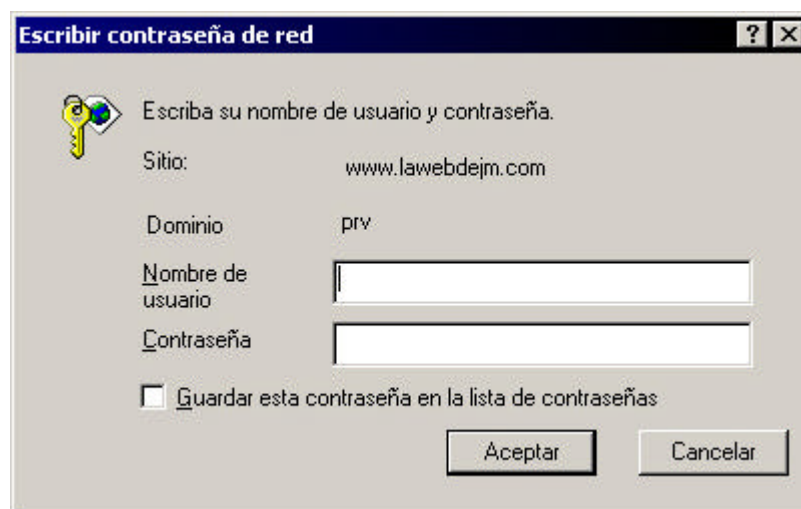 Escribir contraseña de red
Escriba su nombre de usuario y contraseña.
Sitio: www.lawebdejm.com
Dominio prv
Nombre de
usuario
Contraseña
Guardar esta contraseña en la lista de contraseñas
Aceptar Cancelar